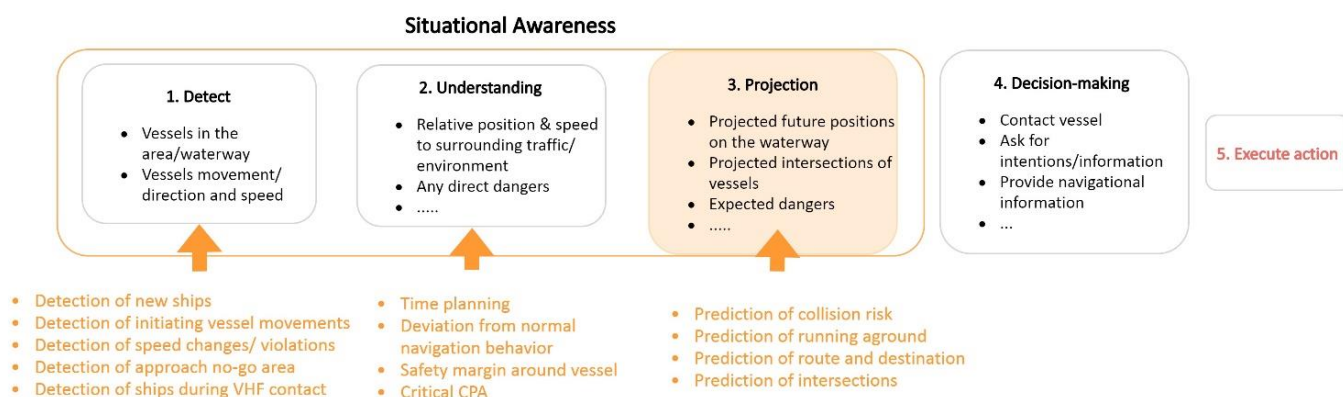 Situational Awareness
1. Detect
• Vessels in the
area/waterway
• Vessels movement/
direction and speed
2. Understanding
• Relative position & speed
to surrounding traffic/
environment
• Any direct dangers
• .....
3. Projection
• Projected future positions
on the waterway
• Projected intersections of
vessels
• Expected dangers
• .....
4. Decision-making
• Contact vessel
• Ask for
intentions/information
• Provide navigational
information
• ...
5. Execute action
• Detection of new ships
• Detection of initiating vessel movements
• Detection of speed changes/ violations
• Detection of approach no-go area
• Detection of ships during VHF contact
• Time planning
• Deviation from normal
navigation behavior
• Safety margin around vessel
• Critical CPA
• Prediction of collision risk
• Prediction of running aground
• Prediction of route and destination
• Prediction of intersections